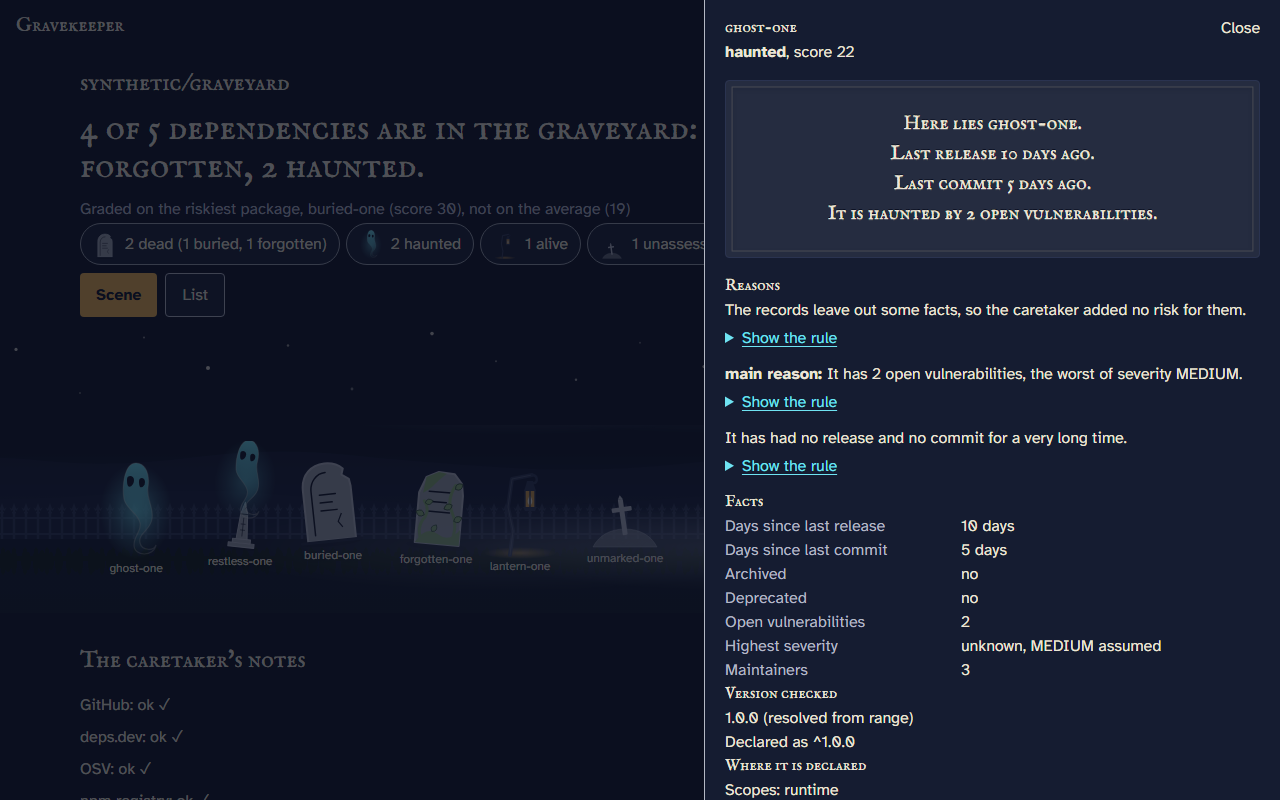 Gravekeeper
synthetic/graveyard
4 of 5 dependencies are in the graveyard:
forgotten, 2 haunted.
Graded on the riskiest package, buried-one (score 30), not on the average (19)
2 dead (1 buried, 1 forgotten)
2 haunted
1 alive
1 unassess
Scene
List
ghost-one
restless-one
buried-one
forgotten-one
lantern-one
unmarked-one
The caretaker's notes
GitHub: ok ✓
deps.dev: ok ✓
OSV: ok ✓
npm registry: ok ✓
ghost-one
Close
haunted, score 22
Here lies ghost-one.
Last release 10 days ago.
Last commit 5 days ago.
It is haunted by 2 open vulnerabilities.
Reasons
The records leave out some facts, so the caretaker added no risk for them.
Show the rule
main reason: It has 2 open vulnerabilities, the worst of severity MEDIUM.
Show the rule
It has had no release and no commit for a very long time.
Show the rule
Facts
Days since last release 10 days
Days since last commit 5 days
Archived no
Deprecated no
Open vulnerabilities 2
Highest severity unknown, MEDIUM assumed
Maintainers 3
Version checked
1.0.0 (resolved from range)
Declared as ^1.0.0
Where it is declared
Scopes: runtime